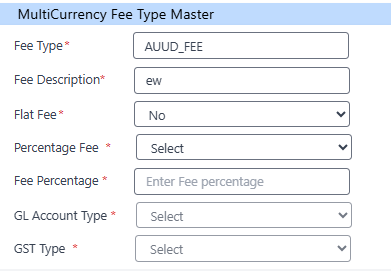 MultiCurrency Fee Type Master
Fee Type* AUUD_FEE
Fee Description* ew
Flat Fee* No
Percentage Fee * Select
Fee Percentage * Enter Fee percentage
GL Account Type * Select
GST Type * Select